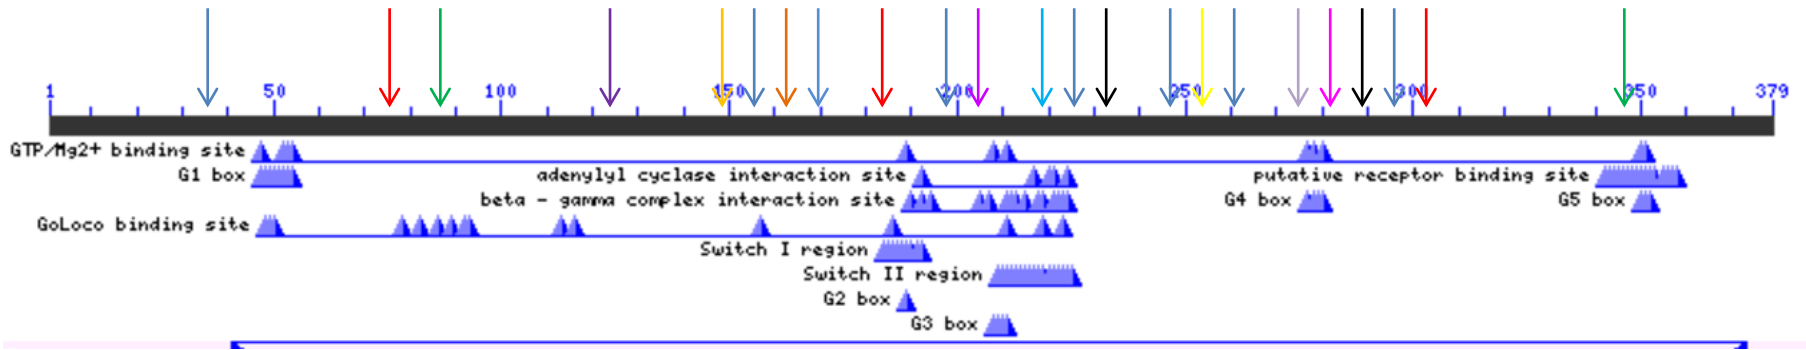 1 50 100 150 200 250 300 350 379
GTP/Mg2+ binding site
G1 box adenylyl cyclase interaction site putative receptor binding site
beta - gamma complex interaction site G4 box G5 box
GoLoco binding site
Switch I region
Switch II region
G2 box
G3 box